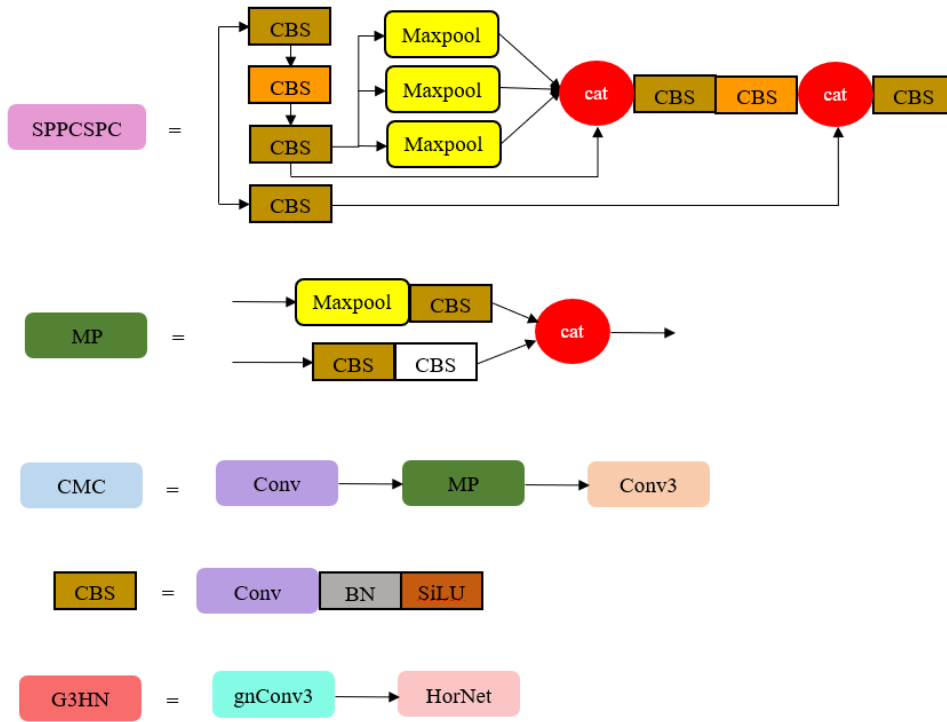 CBS
Maxpool
CBS
Maxpool
cat
CBS
CBS
cat
CBS
SPPCSPC
=
CBS
Maxpool
CBS
MP
=
Maxpool
CBS
cat
CBS
CBS
CMC
=
Conv
MP
Conv3
CBS
=
Conv
BN
SiLU
G3HN
=
gnConv3
HorNet